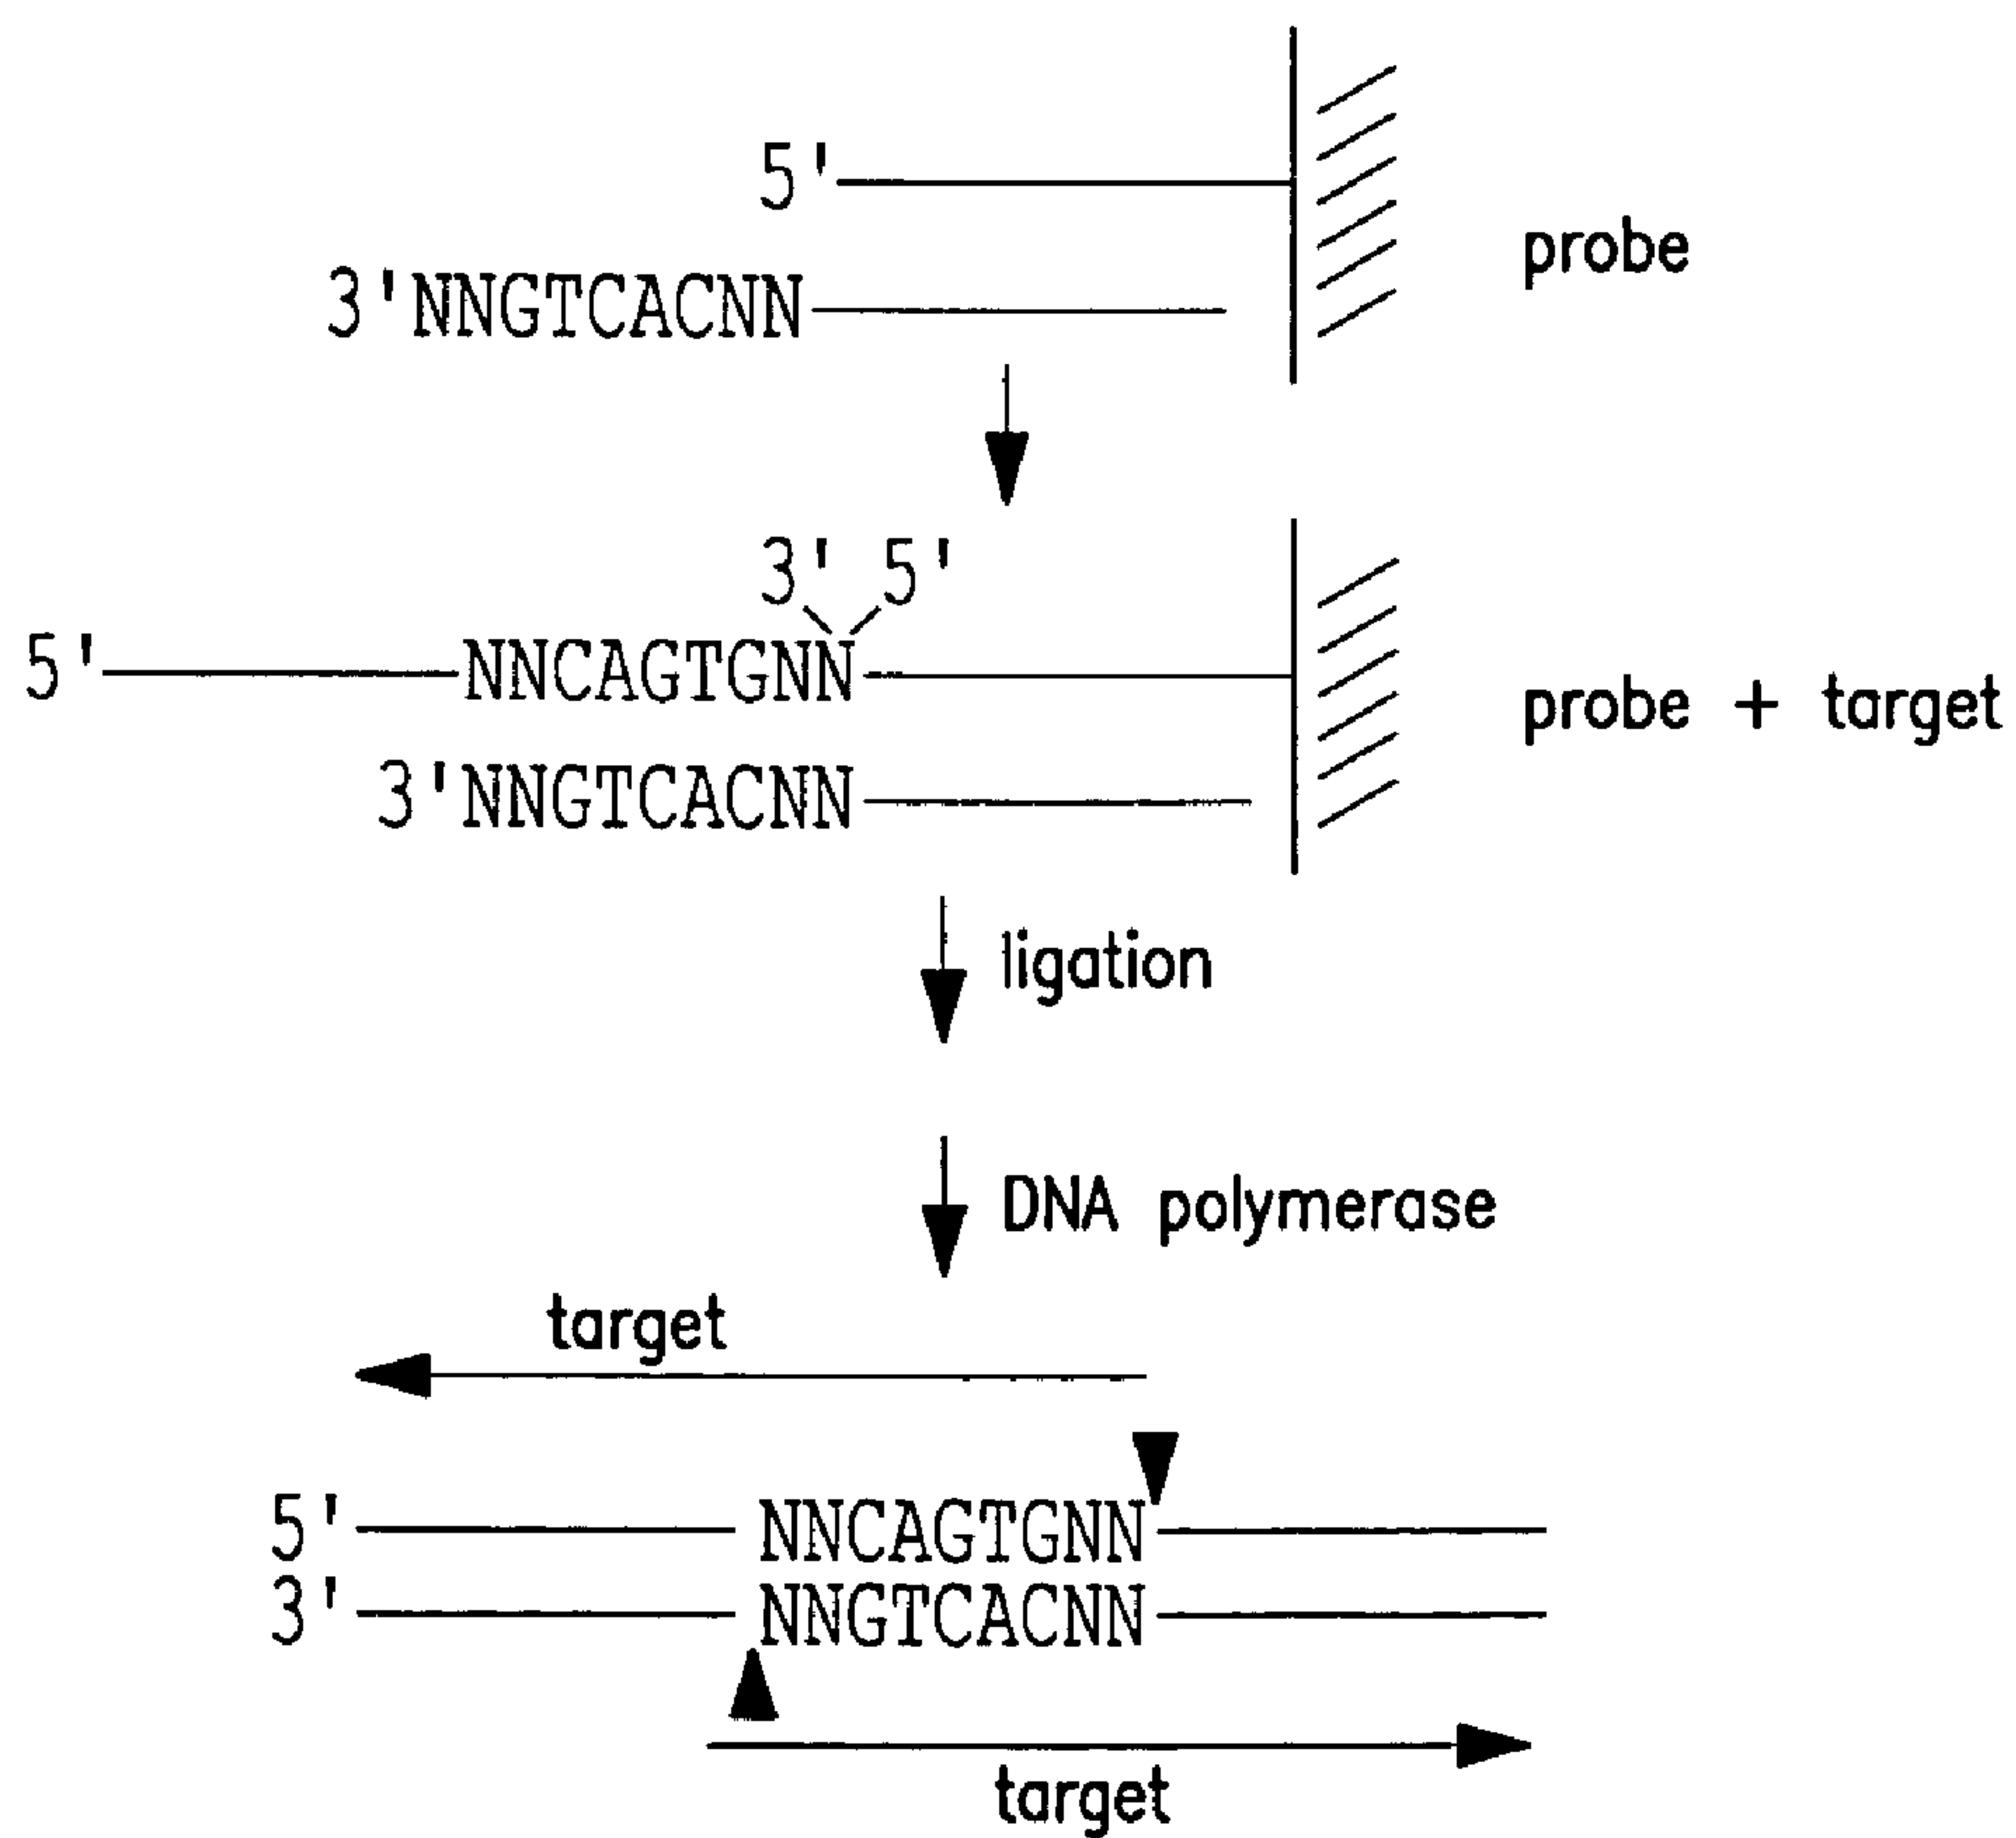 5'
probe
3'NNGTCACNN
3' 5'
5' NNCAGTGNN
probe + target
3'NNGTCACNN
ligation
DNA polymerase
target
5' NNCAGTGNN
3' NNGTCACNN
target